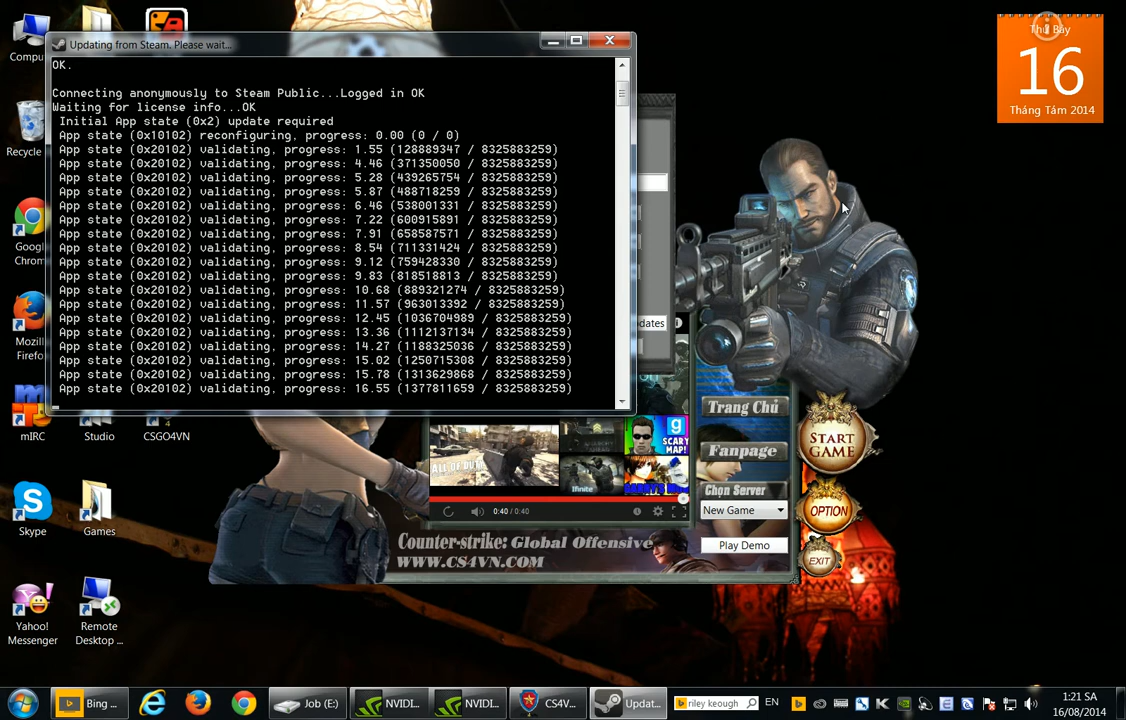 Updating from Steam. Please wait...
OK.
Connecting anonymously to Steam Public...Logged in OK
Waiting for license info...OK
Initial App state (0x2) update required
App state (0x10102) reconfiguring, progress: 0.00 (0 / 0)
App state (0x20102) validating, progress: 1.55 (128889347 / 8325883259)
App state (0x20102) validating, progress: 4.46 (371350050 / 8325883259)
App state (0x20102) validating, progress: 5.28 (439265754 / 8325883259)
App state (0x20102) validating, progress: 5.87 (488718259 / 8325883259)
App state (0x20102) validating, progress: 6.46 (538001331 / 8325883259)
App state (0x20102) validating, progress: 7.22 (600915891 / 8325883259)
App state (0x20102) validating, progress: 7.91 (658587571 / 8325883259)
App state (0x20102) validating, progress: 8.54 (711331424 / 8325883259)
App state (0x20102) validating, progress: 9.12 (759428330 / 8325883259)
App state (0x20102) validating, progress: 9.83 (818518813 / 8325883259)
App state (0x20102) validating, progress: 10.68 (889321274 / 8325883259)
App state (0x20102) validating, progress: 11.57 (963013392 / 8325883259)
App state (0x20102) validating, progress: 12.45 (1036704989 / 8325883259)
App state (0x20102) validating, progress: 13.36 (1112137134 / 8325883259)
App state (0x20102) validating, progress: 14.27 (1188325036 / 8325883259)
App state (0x20102) validating, progress: 15.02 (1250715308 / 8325883259)
App state (0x20102) validating, progress: 15.78 (1313629868 / 8325883259)
App state (0x20102) validating, progress: 16.55 (1377811659 / 8325883259)
Thứ Bảy
16
Tháng Tám 2014
Compu
Recycle
Google
Chrom
Mozill
Firefo
mIRC
Studio
CSGO4VN
Skype
Games
Yahoo!
Messenger
Remote
Desktop ...
dates
Trang Chủ
Fanpage
Chọn Server
New Game
Play Demo
START
GAME
OPTION
EXIT
SCARY
MAP!
ALL OF DUTY
Ifinite
0:40 / 0:40
Counter-strike: Global Offensive
WWW.CS4VN.COM
Bing ...
Job (E:)
NVIDI...
NVIDI...
CS4V...
Updat...
riley keough
EN
1:21 SA
16/08/2014